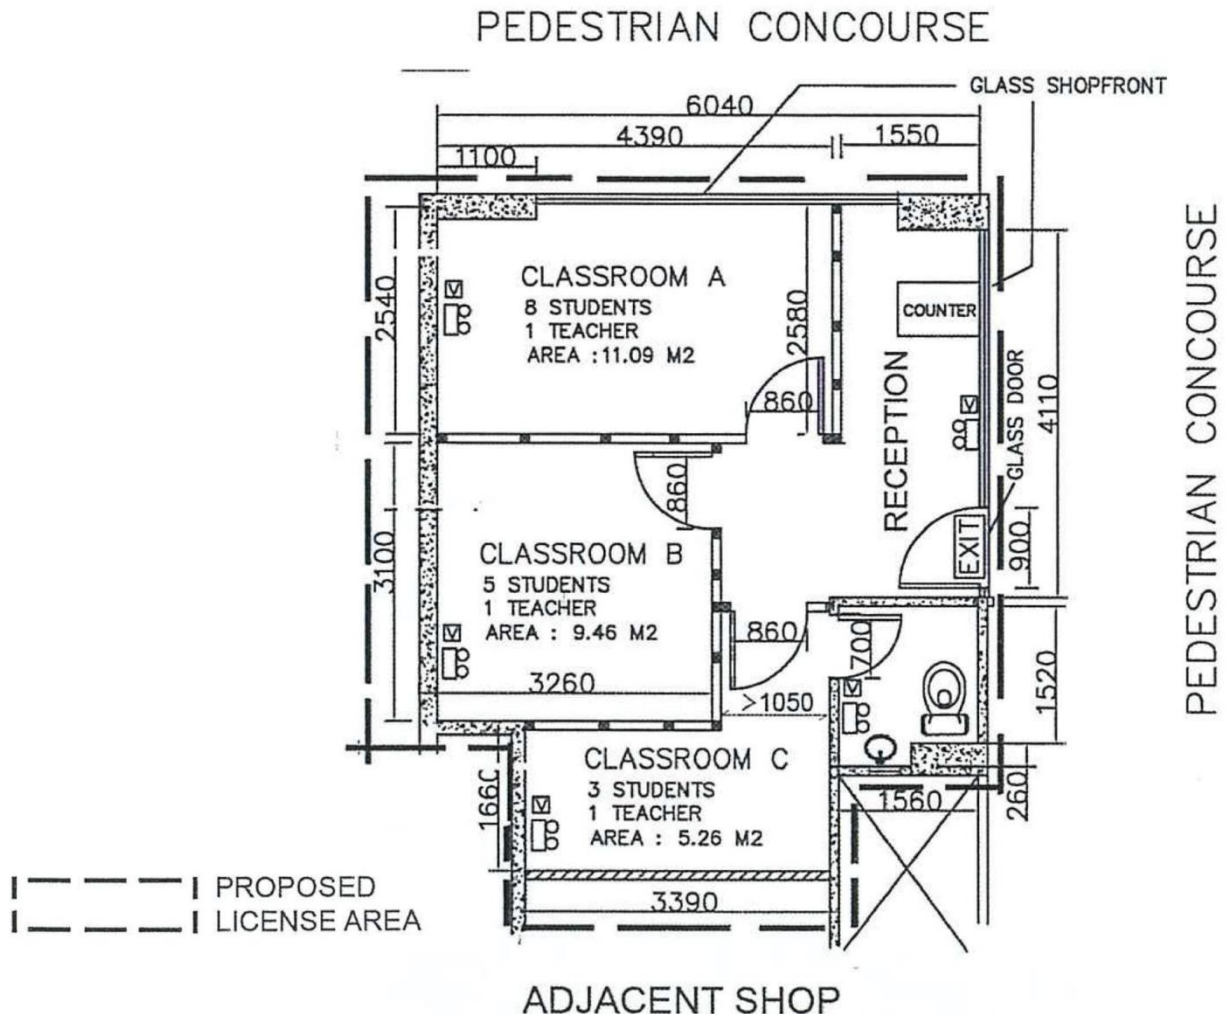 PEDESTRIAN CONCOURSE
GLASS SHOPFRONT
6040
4390
1550
1100
2540
V
CLASSROOM A
8 STUDENTS
1 TEACHER
AREA :11.09 M2
2580
860
COUNTER
RECEPTION
V
GLASS DOOR
4110
PEDESTRIAN CONCOURSE
860
3100
CLASSROOM B
5 STUDENTS
1 TEACHER
AREA : 9.46 M2
V
3260
EXIT
900
860
700
>1050
V
1520
CLASSROOM C
3 STUDENTS
1 TEACHER
AREA : 5.26 M2
V
1660
1560
260
3390
PROPOSED
LICENSE AREA
ADJACENT SHOP